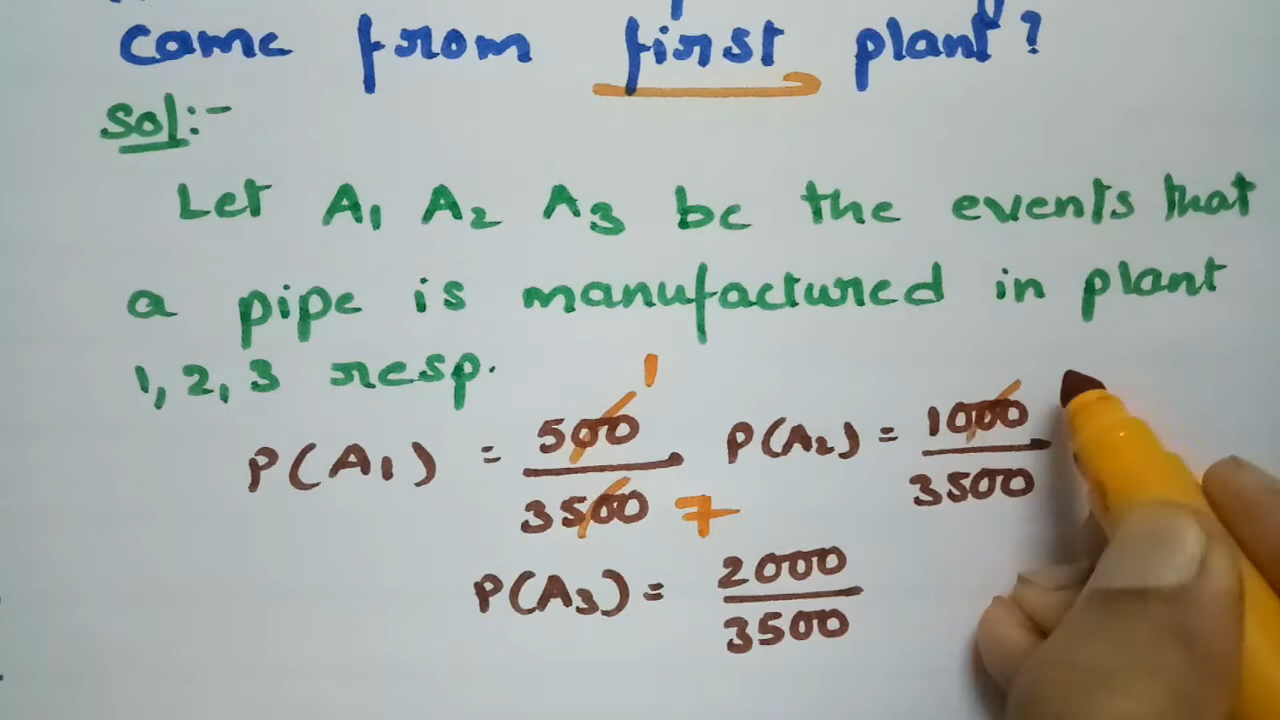 came from first plant?
Sol:-
Let A1 A2 A3 be the events that
a pipe is manufactured in plant
1, 2, 3 resp.
P(A1) = 500/3500 1/7 P(A2) = 1000/3500
P(A3) = 2000/3500